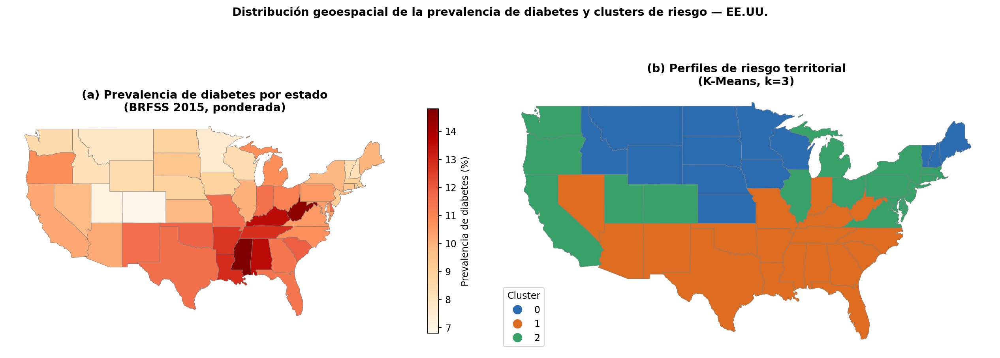 Distribución geoespacial de la prevalencia de diabetes y clusters de riesgo — EE.UU.
(a) Prevalencia de diabetes por estado
(BRFSS 2015, ponderada)
14
13
12
11
10
9
8
7
Prevalencia de diabetes (%)
(b) Perfiles de riesgo territorial
(K-Means, k=3)
Cluster
0
1
2